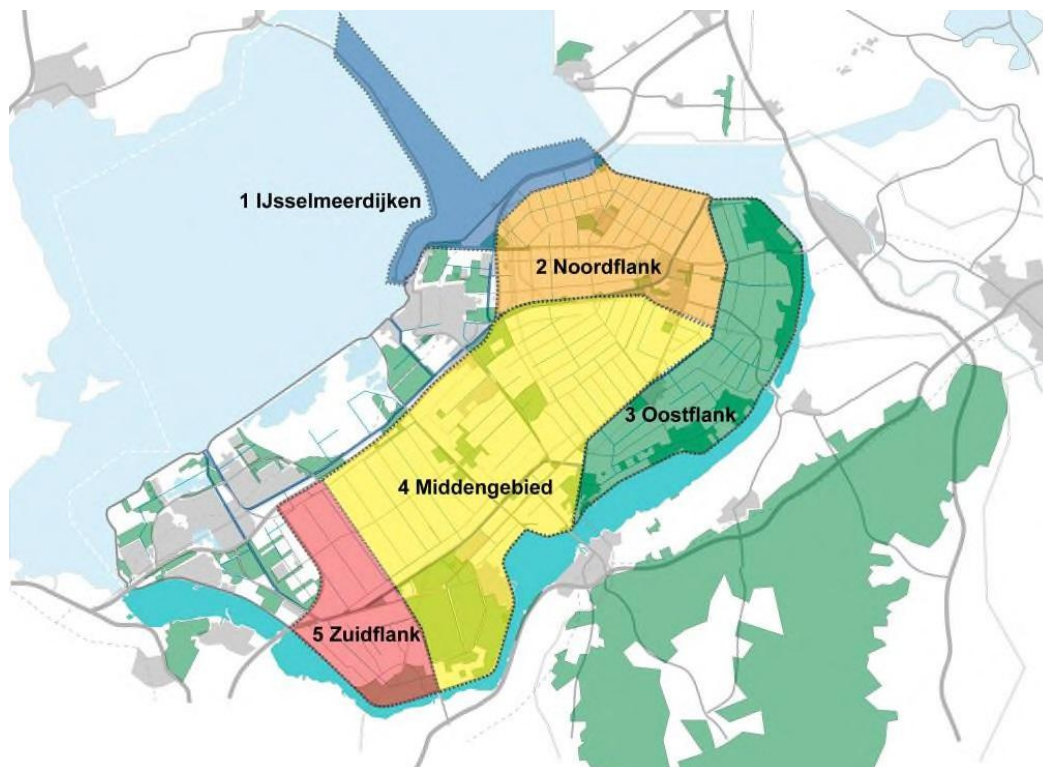 1 IJsselmeerdijken
2 Noordflank
3 Oostflank
4 Middengebied
5 Zuidflank